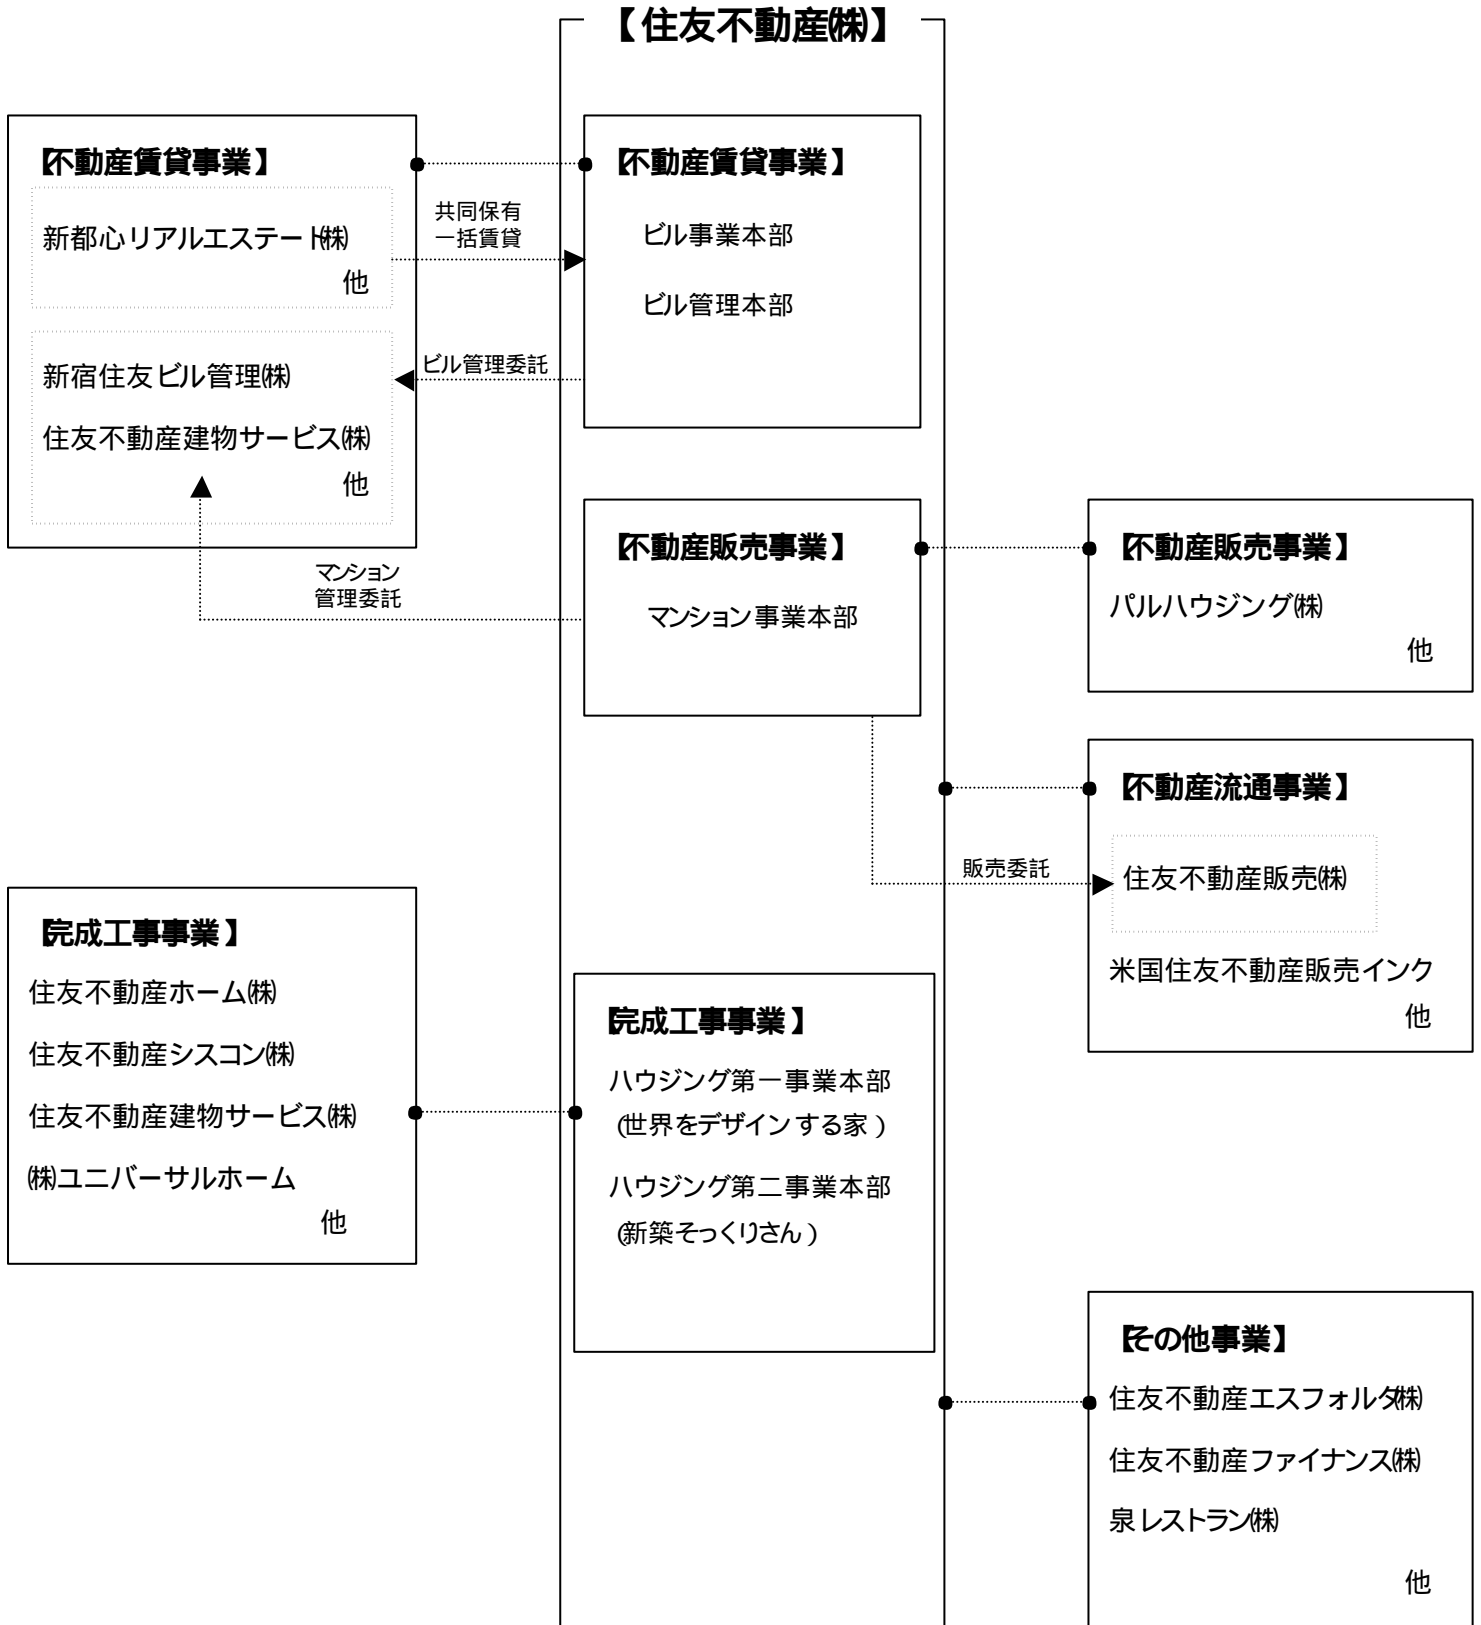 【住友不動産㈱】
【不動産賃貸事業】
新都心リアルエステート㈱
他
新宿住友ビル管理㈱
住友不動産建物サービス㈱
他
共同保有
一括賃貸
ビル管理委託
マンション
管理委託
【不動産賃貸事業】
ビル事業本部
ビル管理本部
【不動産販売事業】
マンション事業本部
【不動産販売事業】
パルハウジング㈱
他
【不動産流通事業】
販売委託
住友不動産販売㈱
米国住友不動産販売インク
他
【完成工事事業】
住友不動産ホーム㈱
住友不動産シスコン㈱
住友不動産建物サービス㈱
㈱ユニバーサルホーム
他
【完成工事事業】
ハウジング第一事業本部
(世界をデザインする家)
ハウジング第二事業本部
(新築そっくりさん)
【その他事業】
住友不動産エスフォルタ㈱
住友不動産ファイナンス㈱
泉レストラン㈱
他